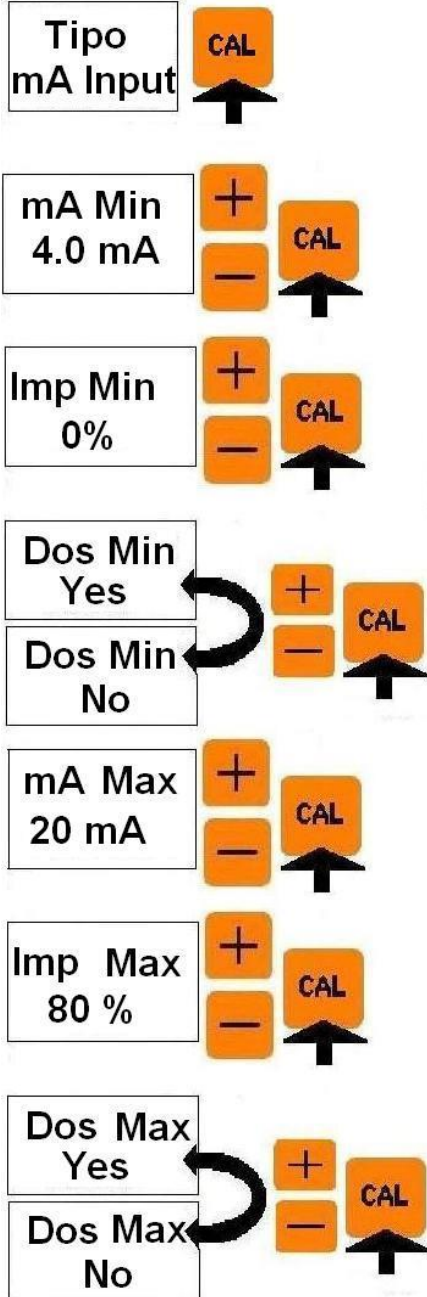 Tipo
mA Input
CAL
mA Min
4.0 mA
+
−
CAL
Imp Min
0%
+
−
CAL
Dos Min
Yes
Dos Min
No
+
−
CAL
mA Max
20 mA
+
−
CAL
Imp Max
80 %
+
−
CAL
Dos Max
Yes
Dos Max
No
+
−
CAL